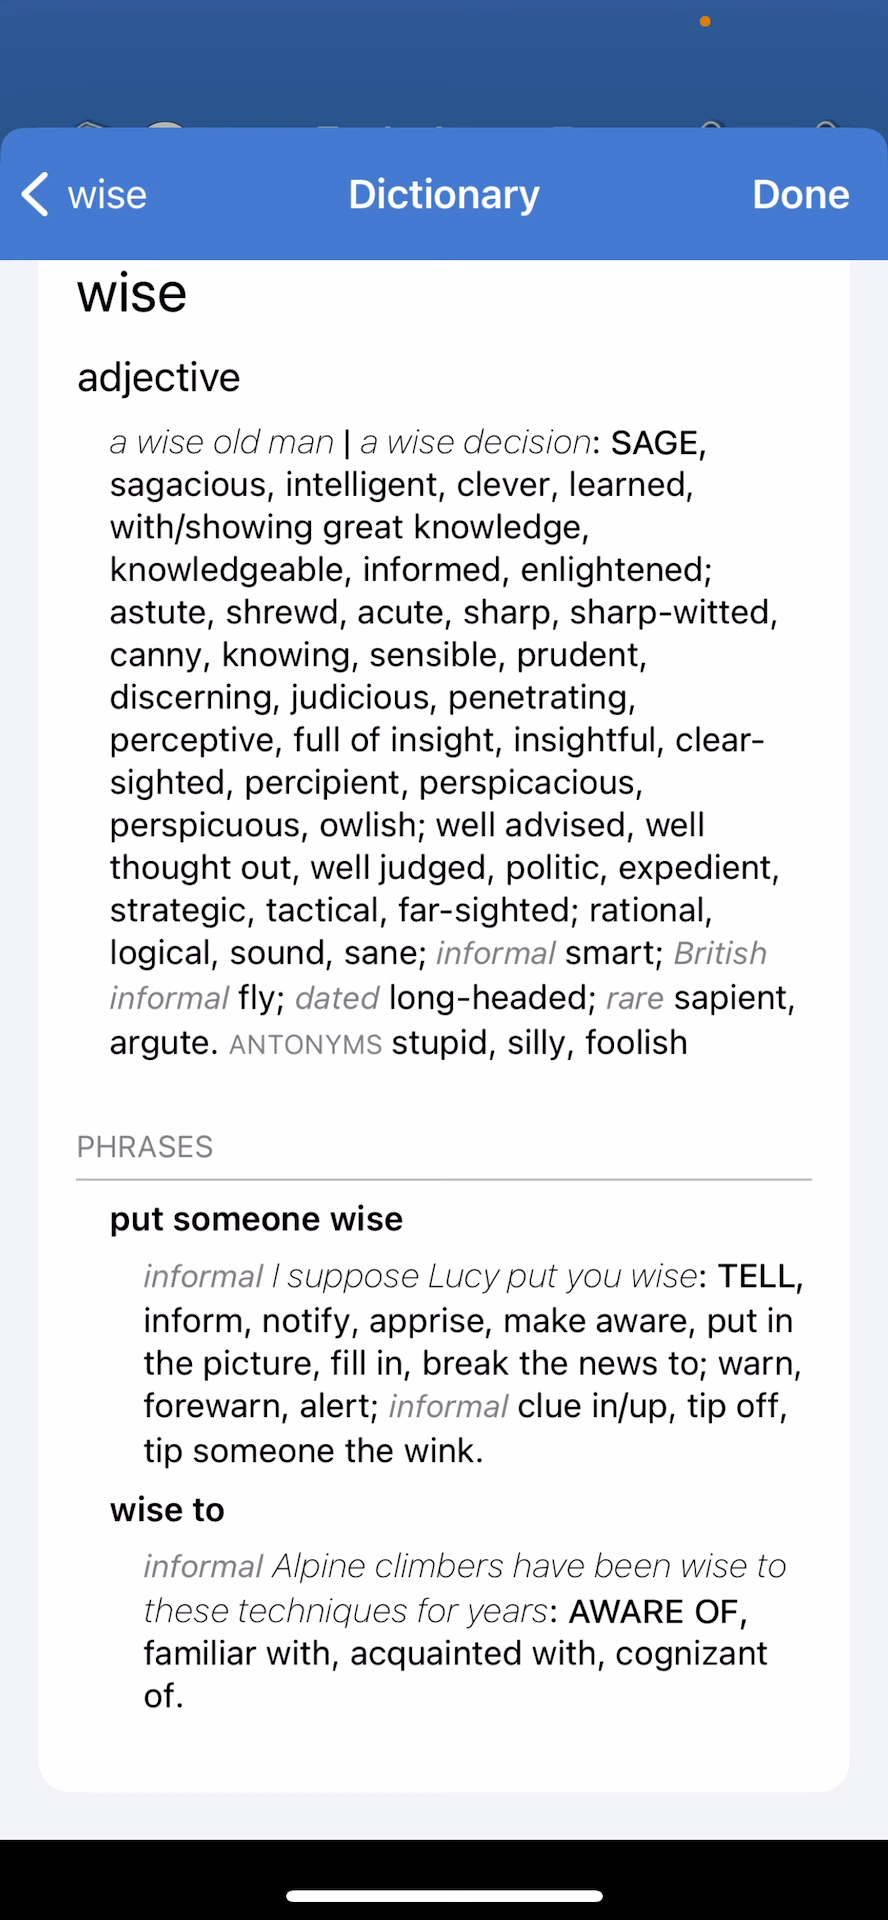 wise
Dictionary
Done
wise
adjective
a wise old man | a wise decision: SAGE,
sagacious, intelligent, clever, learned,
with/showing great knowledge,
knowledgeable, informed, enlightened;
astute, shrewd, acute, sharp, sharp-witted,
canny, knowing, sensible, prudent,
discerning, judicious, penetrating,
perceptive, full of insight, insightful, clear-
sighted, percipient, perspicacious,
perspicuous, owlish; well advised, well
thought out, well judged, politic, expedient,
strategic, tactical, far-sighted; rational,
logical, sound, sane; informal smart; British
informal fly; dated long-headed; rare sapient,
argute. ANTONYMS stupid, silly, foolish
PHRASES
put someone wise
informal I suppose Lucy put you wise: TELL,
inform, notify, apprise, make aware, put in
the picture, fill in, break the news to; warn,
forewarn, alert; informal clue in/up, tip off,
tip someone the wink.
wise to
informal Alpine climbers have been wise to
these techniques for years: AWARE OF,
familiar with, acquainted with, cognizant
of.